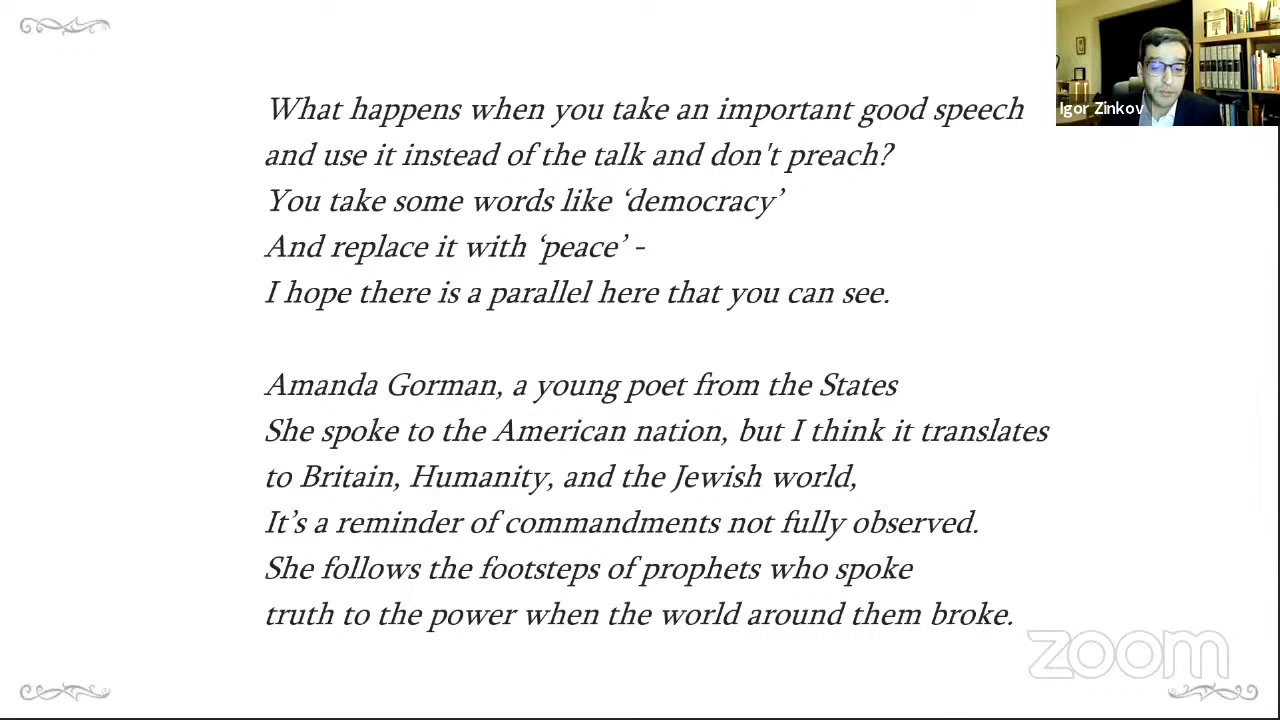 Igor Zinkov
What happens when you take an important good speech
and use it instead of the talk and don't preach?
You take some words like ‘democracy’
And replace it with ‘peace’ -
I hope there is a parallel here that you can see.
Amanda Gorman, a young poet from the States
She spoke to the American nation, but I think it translates
to Britain, Humanity, and the Jewish world,
It’s a reminder of commandments not fully observed.
She follows the footsteps of prophets who spoke
truth to the power when the world around them broke.
zoom